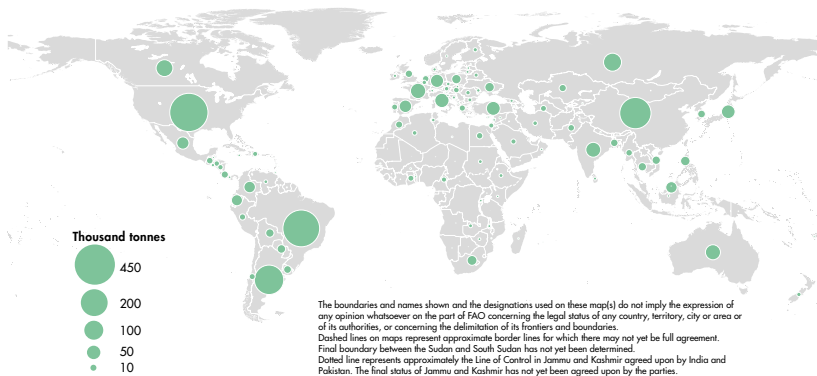 Thousand tonnes
450
200
100
50
10
The boundaries and names shown and the designations used on these map(s) do not imply the expression of
any opinion whatsoever on the part of FAO concerning the legal status of any country, territory, city or area or
of its authorities, or concerning the delimitation of its frontiers and boundaries.
Dashed lines on maps represent approximate border lines for which there may not yet be full agreement.
Final boundary between the Sudan and South Sudan has not yet been determined.
Dotted line represents approximately the Line of Control in Jammu and Kashmir agreed upon by India and
Pakistan. The final status of Jammu and Kashmir has not yet been agreed upon by the parties.